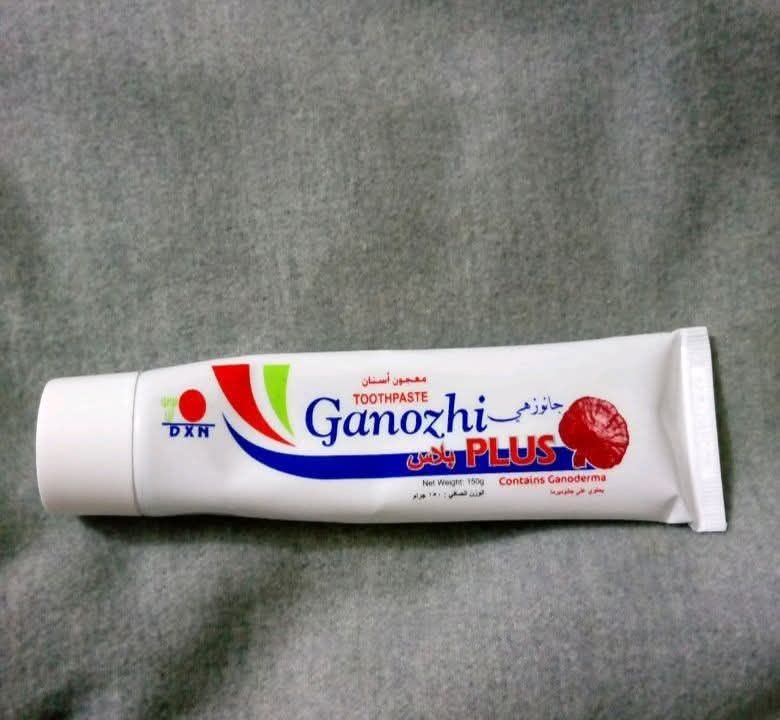 معجون أسنان
TOOTHPASTE
Ganozhi جانوزهي
بلاس PLUS
DXN
Net Weight: 150g
الوزن الصافي : ١٥٠ جرام
Contains Ganoderma
يحتوي على جانوديرما